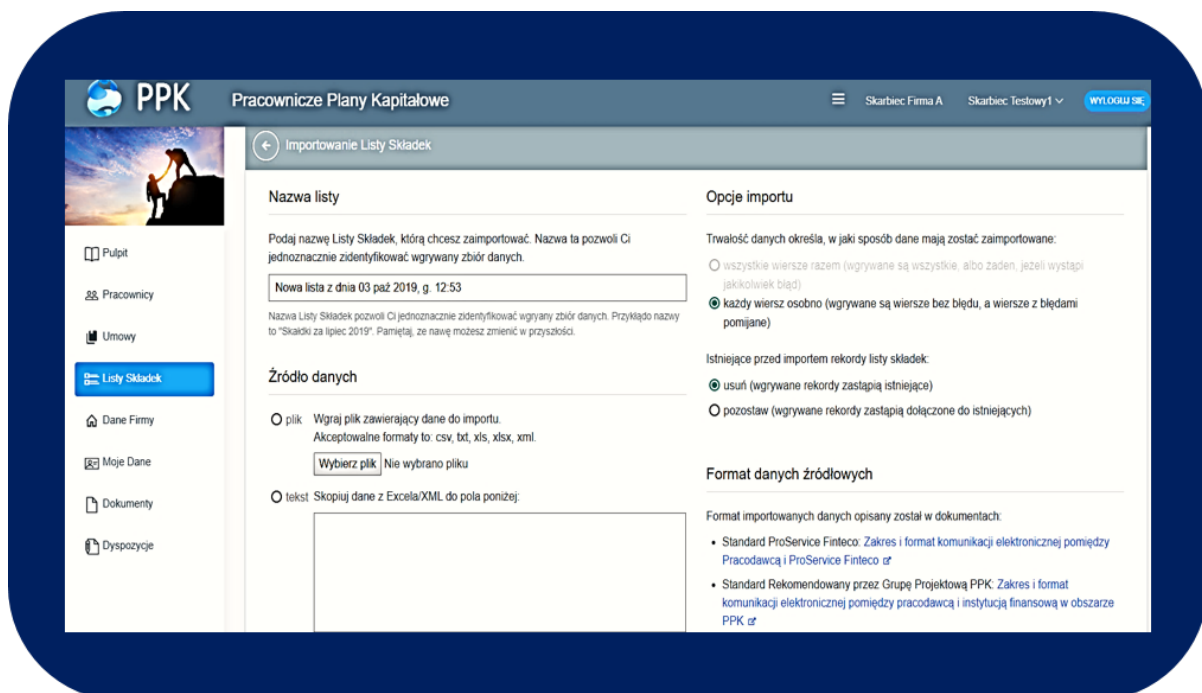 PPK
Pracownicze Plany Kapitałowe
Skarbiec Firma A
Skarbiec Testowy1
WYLOGUJ SIĘ
Importowanie Listy Składek
Pulpit
Pracownicy
Umowy
Listy Składek
Dane Firmy
Moje Dane
Dokumenty
Dyspozycje
Nazwa listy
Podaj nazwę Listy Składek, którą chcesz zaimportować. Nazwa ta pozwoli Ci
jednoznacznie zidentyfikować wgrywany zbiór danych.
Nowa lista z dnia 03 paź 2019, g. 12:53
Nazwa Listy Składek pozwoli Ci jednoznacznie zidentyfikować wgryany zbiór danych. Przykłądo nazwy
to "Skałdki za lipiec 2019". Pamiętaj, ze nawę możesz zmienić w przyszłości.
Źródło danych
plik Wgraj plik zawierający dane do importu.
Akceptowalne formaty to: csv, txt, xls, xlsx, xml.
Wybierz plik Nie wybrano pliku
tekst Skopiuj dane z Excela/XML do pola poniżej:
Opcje importu
Trwałość danych określa, w jaki sposób dane mają zostać zaimportowane:
wszystkie wiersze razem (wgrywane są wszystkie, albo żaden, jeżeli wystąpi
jakikolwiek błąd)
każdy wiersz osobno (wgrywane są wiersze bez błędu, a wiersze z błędami
pomijane)
Istniejące przed importem rekordy listy składek:
usuń (wgrywane rekordy zastąpią istniejące)
pozostaw (wgrywane rekordy zastąpią dołączone do istniejących)
Format danych źródłowych
Format importowanych danych opisany został w dokumentach:
• Standard ProService Finteco: Zakres i format komunikacji elektronicznej pomiędzy
Pracodawcą i ProService Finteco
• Standard Rekomendowany przez Grupę Projektową PPK: Zakres i format
komunikacji elektronicznej pomiędzy pracodawcą i instytucją finansową w obszarze
PPK